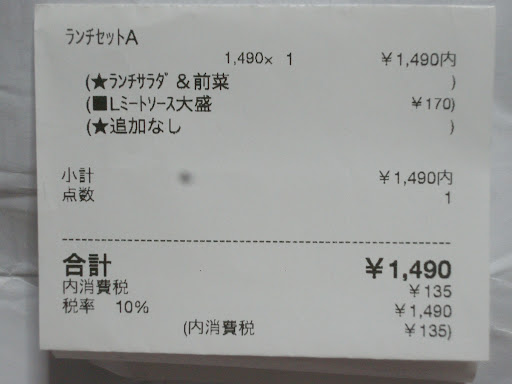 ﾗﾝﾁｾｯﾄA
1,490× 1 ¥1,490内
(★ﾗﾝﾁｻﾗﾀﾞ&前菜 )
(■Lﾐｰﾄｿｰｽ大盛 ¥170)
(★追加なし )
小計 ¥1,490内
点数 1
合計 ¥1,490
内消費税 ¥135
税率 10% ¥1,490
(内消費税 ¥135)